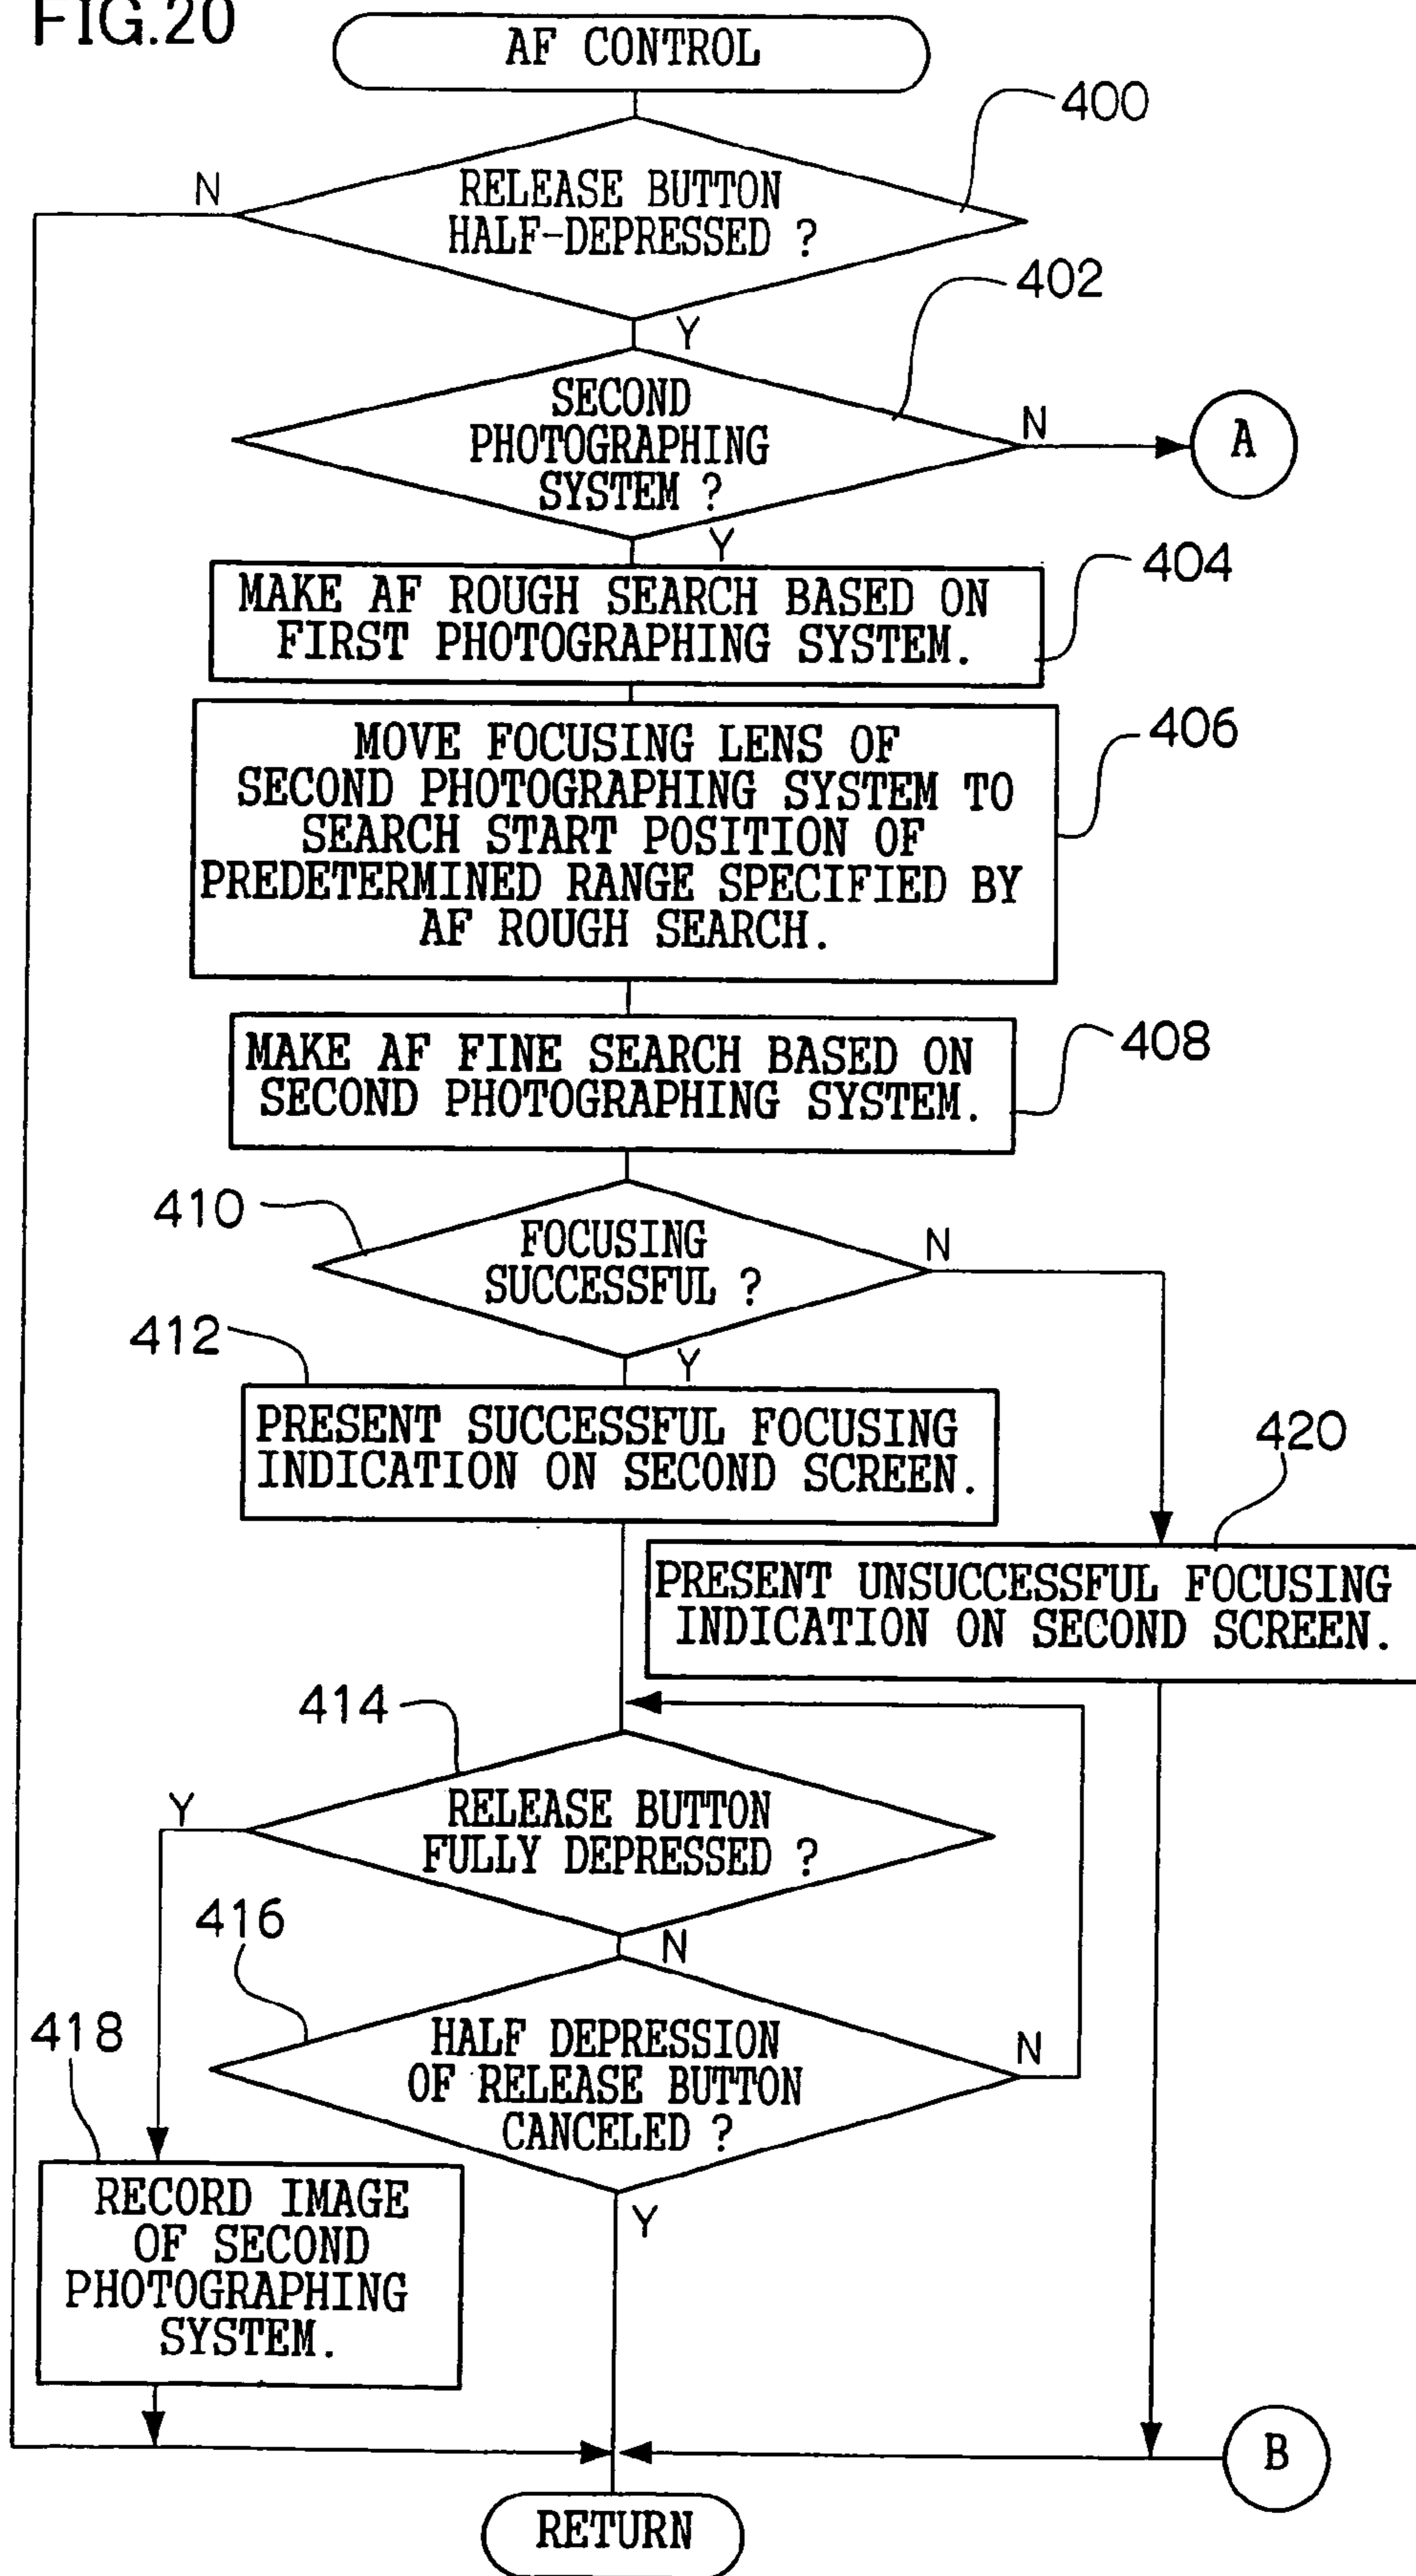 FIG.20
AF CONTROL
400
N
RELEASE BUTTON
HALF-DEPRESSED ?
402
Y
SECOND
PHOTOGRAPHING
SYSTEM ?
N
A
Y
404
MAKE AF ROUGH SEARCH BASED ON
FIRST PHOTOGRAPHING SYSTEM.
406
MOVE FOCUSING LENS OF
SECOND PHOTOGRAPHING SYSTEM TO
SEARCH START POSITION OF
PREDETERMINED RANGE SPECIFIED BY
AF ROUGH SEARCH.
408
MAKE AF FINE SEARCH BASED ON
SECOND PHOTOGRAPHING SYSTEM.
410
FOCUSING
SUCCESSFUL ?
N
412
Y
PRESENT SUCCESSFUL FOCUSING
INDICATION ON SECOND SCREEN.
420
PRESENT UNSUCCESSFUL FOCUSING
INDICATION ON SECOND SCREEN.
414
Y
RELEASE BUTTON
FULLY DEPRESSED ?
416
N
418
HALF DEPRESSION
OF RELEASE BUTTON
CANCELED ?
N
RECORD IMAGE
OF SECOND
PHOTOGRAPHING
SYSTEM.
Y
B
RETURN